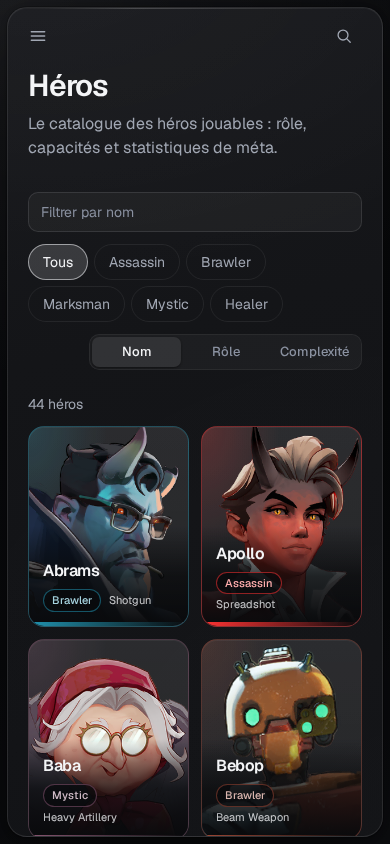 Héros
Le catalogue des héros jouables : rôle,
capacités et statistiques de méta.
Filtrer par nom
Tous
Assassin
Brawler
Marksman
Mystic
Healer
Nom
Rôle
Complexité
44 héros
Abrams
Brawler
Shotgun
Apollo
Assassin
Spreadshot
Baba
Mystic
Heavy Artillery
Bebop
Brawler
Beam Weapon